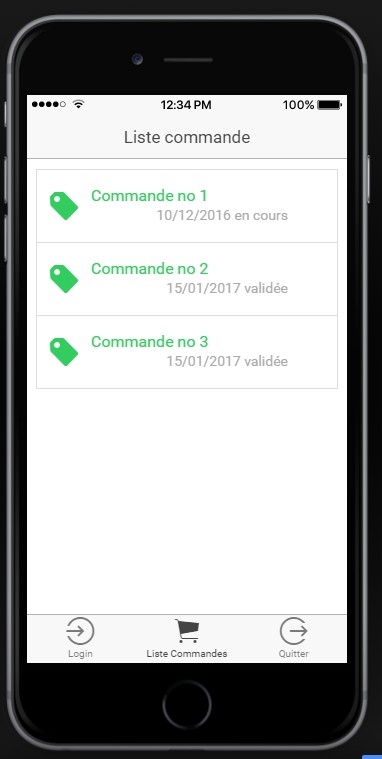 12:34 PM 100%
Liste commande
Commande no 1
10/12/2016 en cours
Commande no 2
15/01/2017 validée
Commande no 3
15/01/2017 validée
Login Liste Commandes Quitter